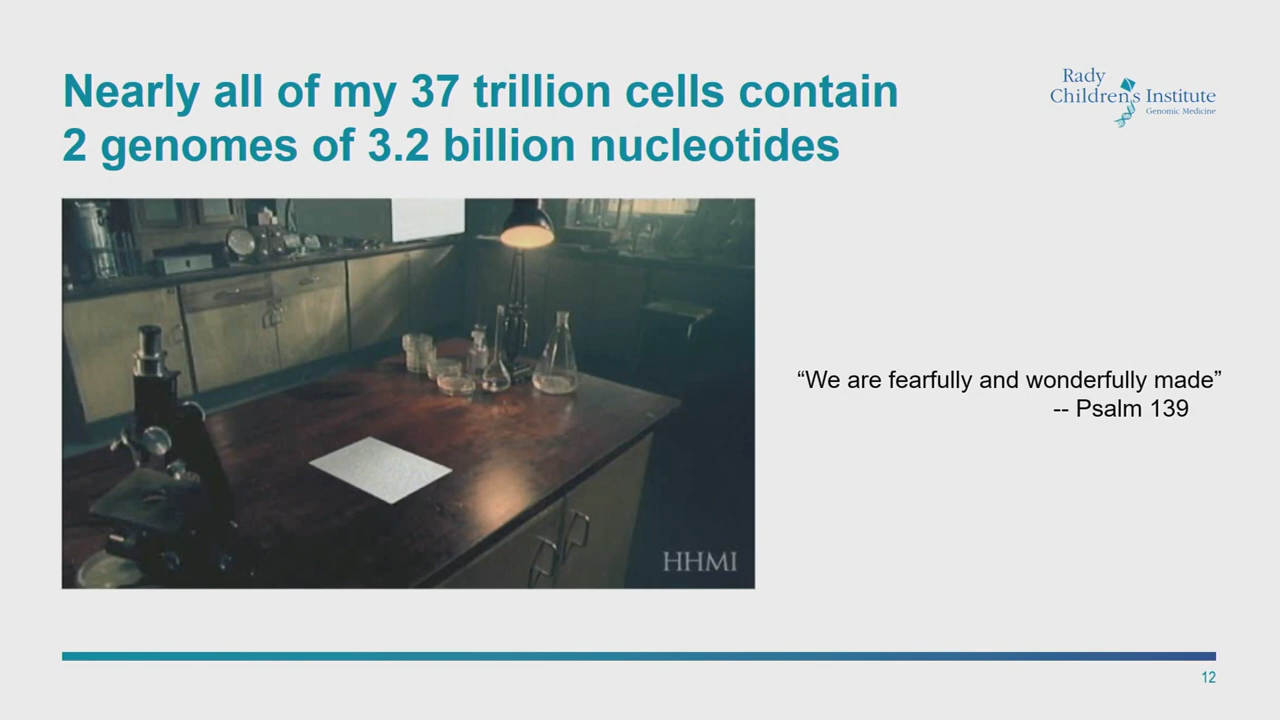 Nearly all of my 37 trillion cells contain
2 genomes of 3.2 billion nucleotides
Rady
Children's Institute
Genomic Medicine
“We are fearfully and wonderfully made”
-- Psalm 139
HHMI
12